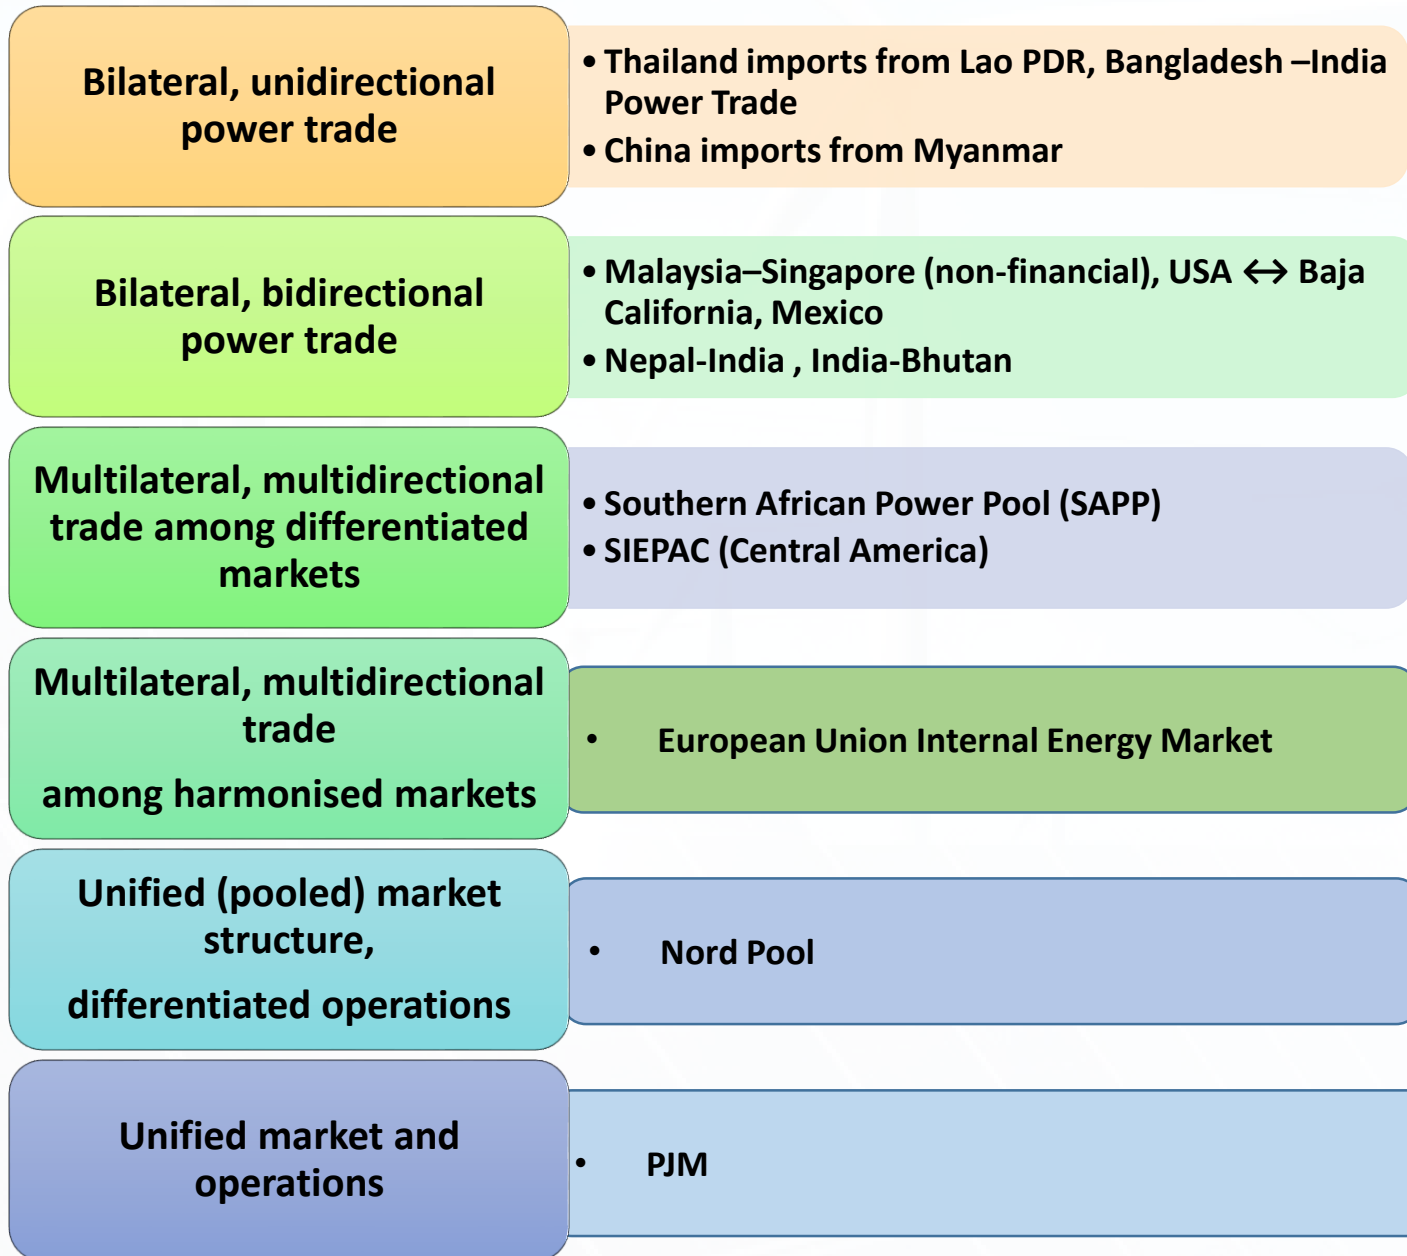 Bilateral, unidirectional
power trade
• Thailand imports from Lao PDR, Bangladesh –India
Power Trade
• China imports from Myanmar
Bilateral, bidirectional
power trade
• Malaysia–Singapore (non-financial), USA ↔ Baja
California, Mexico
• Nepal-India , India-Bhutan
Multilateral, multidirectional
trade among differentiated
markets
• Southern African Power Pool (SAPP)
• SIEPAC (Central America)
Multilateral, multidirectional
trade
among harmonised markets
• European Union Internal Energy Market
Unified (pooled) market
structure,
differentiated operations
• Nord Pool
Unified market and
operations
• PJM